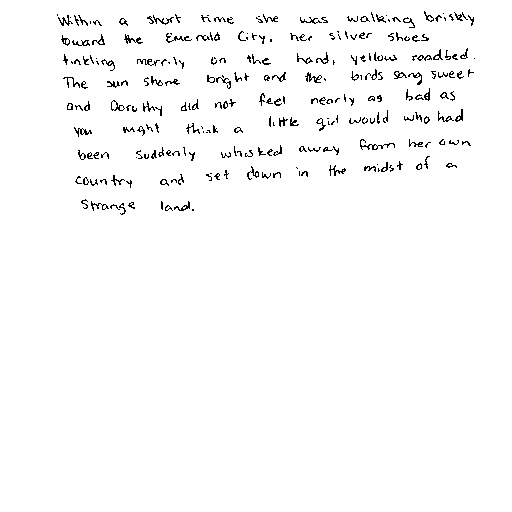 Within a short time she was walking briskly
toward the Emerald City, her silver shoes
tinkling merrily on the hard, yellow roadbed.
The sun shone bright and the birds sang sweet
and Dorothy did not feel nearly as bad as
you might think a little girl would who had
been suddenly whisked away from her own
country and set down in the midst of a
strange land.